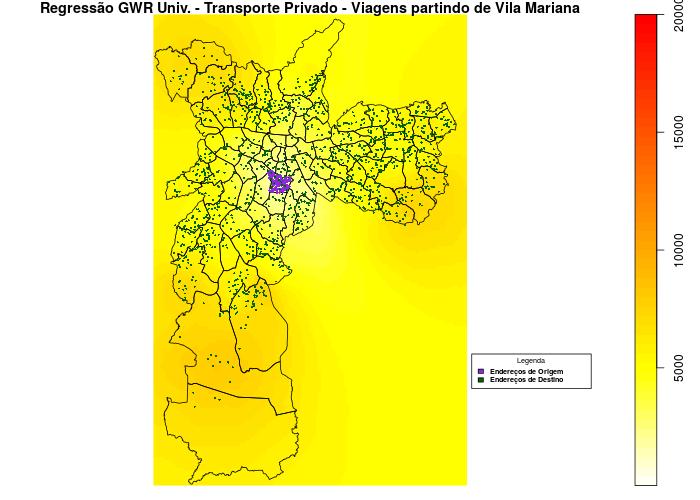 Regressão GWR Univ. - Transporte Privado - Viagens partindo de Vila Mariana
20000
15000
10000
5000
Legenda
Endereços de Origem
Endereços de Destino